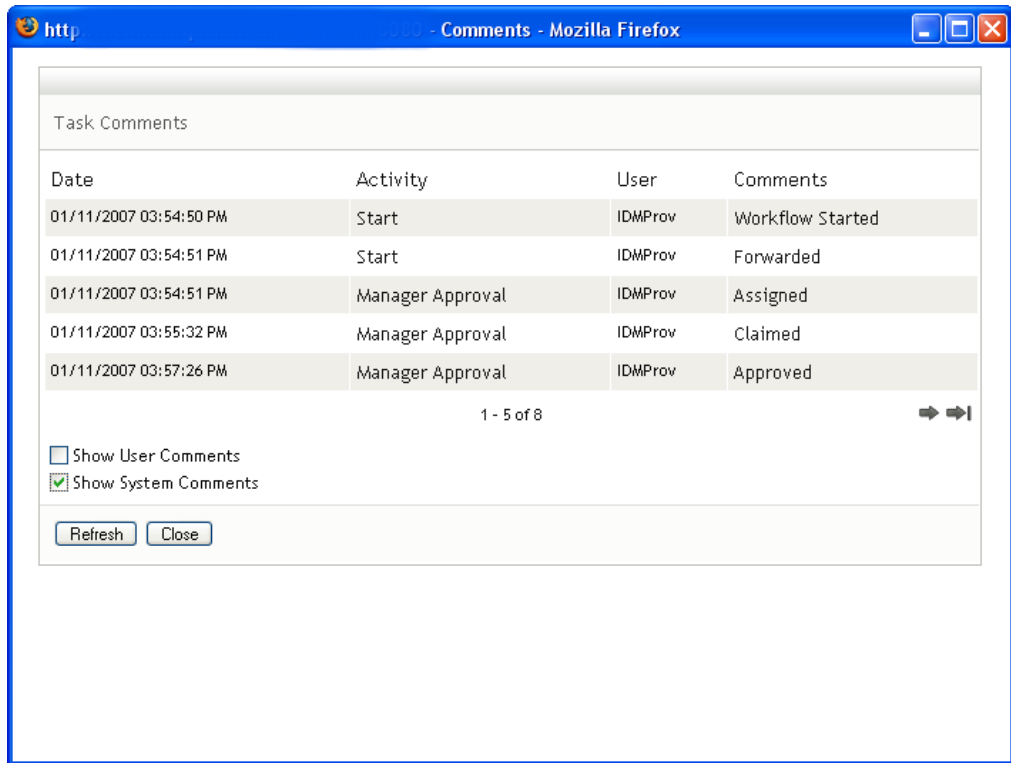 http - Comments - Mozilla Firefox
Task Comments
Date Activity User Comments
01/11/2007 03:54:50 PM Start IDMProv Workflow Started
01/11/2007 03:54:51 PM Start IDMProv Forwarded
01/11/2007 03:54:51 PM Manager Approval IDMProv Assigned
01/11/2007 03:55:32 PM Manager Approval IDMProv Claimed
01/11/2007 03:57:26 PM Manager Approval IDMProv Approved
1 - 5 of 8
Show User Comments
Show System Comments
Refresh Close